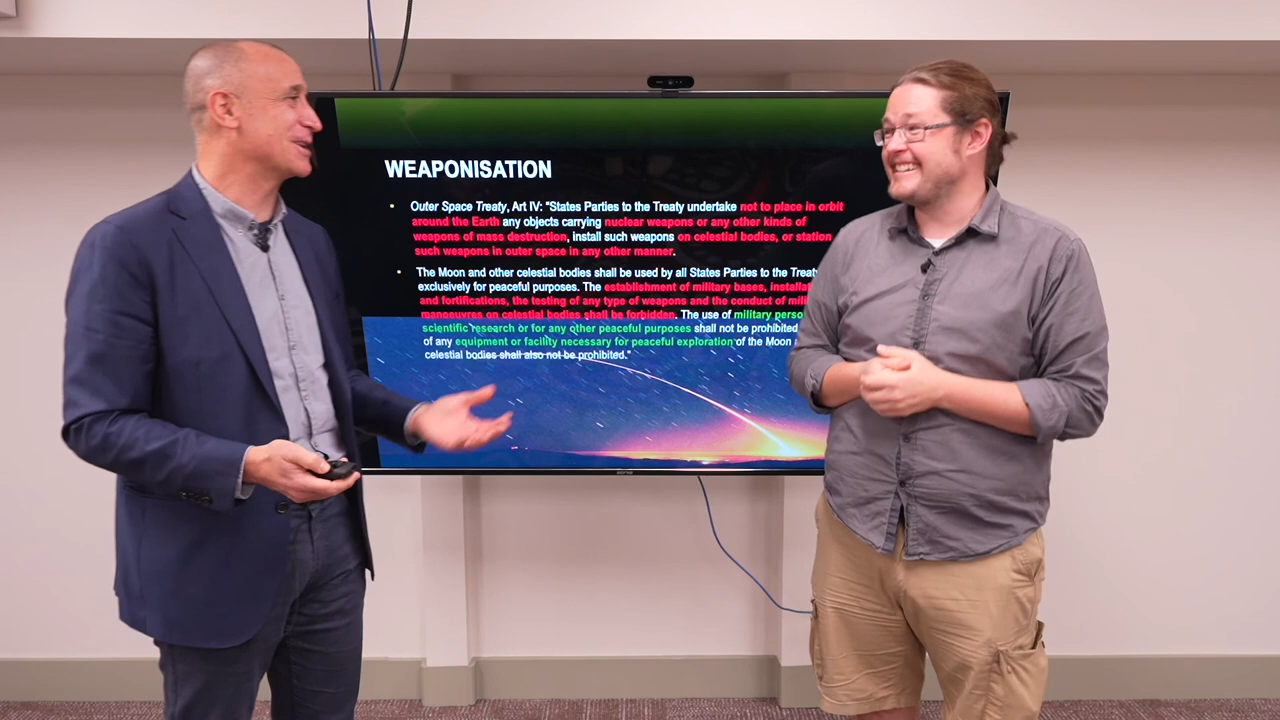 WEAPONISATION
• Outer Space Treaty, Art IV: "States Parties to the Treaty undertake not to place in orbit
around the Earth any objects carrying nuclear weapons or any other kinds of
weapons of mass destruction, install such weapons on celestial bodies, or station
such weapons in outer space in any other manner.
• The Moon and other celestial bodies shall be used by all States Parties to the Treaty
exclusively for peaceful purposes. The establishment of military bases,
and fortifications, the testing of any type of weapons and the conduct of
manoeuvres on celestial bodies shall be forbidden. The use of military
scientific research or for any other peaceful purposes shall not be prohibited
of any equipment or facility necessary for peaceful exploration of the Moon
celestial bodies shall also not be prohibited."